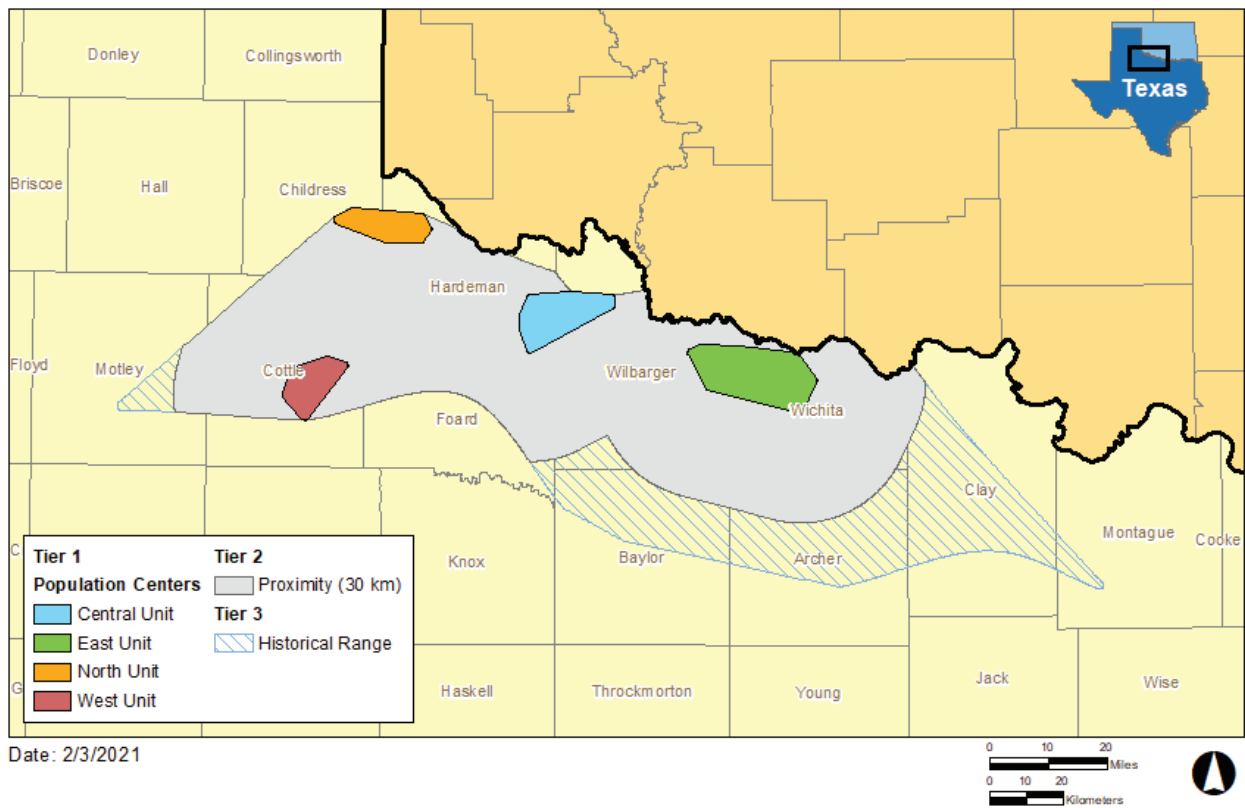 Donley
Collingsworth
Texas
Briscoe
Hall
Childress
Hardeman
Floyd
Motley
Cottle
Wilbarger
Foard
Wichita
Clay
Montague
Cooke
Knox
Baylor
Archer
Haskell
Throckmorton
Young
Jack
Wise
C
G
Tier 1
Population Centers
Central Unit
East Unit
North Unit
West Unit
Tier 2
Proximity (30 km)
Tier 3
Historical Range
Date: 2/3/2021
0 10 20
Miles
0 10 20
Kilometers